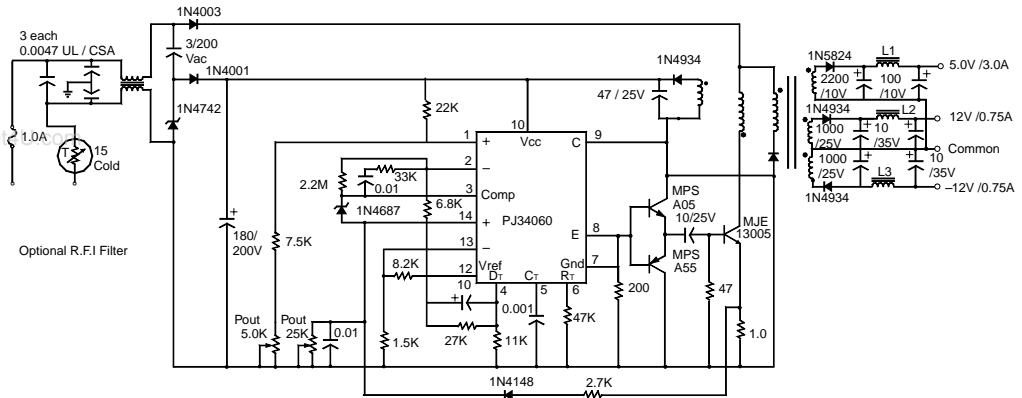 1N4003
3 each
0.0047 UL / CSA
3/200
Vac
1N4001
1N4742
1.0A
T
15
Cold
Optional R.F.I Filter
180/
200V
+
22K
7.5K
2.2M
33K
0.01
1N4687
6.8K
8.2K
1.5K
Pout
5.0K
Pout
25K
0.01
10
+
27K
11K
0.001
47K
1
+
2
−
3
Comp
14
+
13
−
12
Vref
DT
4
CT
5
RT
6
10
Vcc
PJ34060
C
9
E
8
Gnd
7
1N4934
47 / 25V
+
MPS
A05
10/25V
MPS
A55
MJE
13005
200
47
1.0
1N4148
2.7K
1N5824
L1
5.0V /3.0A
2200
/10V
+
100
/10V
+
1N4934
L2
12V /0.75A
1000
/25V
+
10
/35V
+
Common
1000
/25V
+
10
/35V
+
L3
–12V /0.75A
1N4934